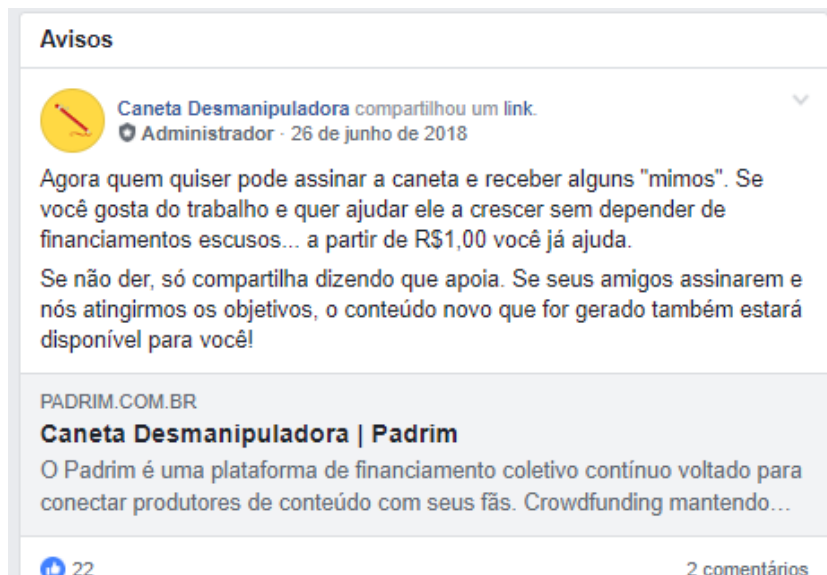 Avisos
Caneta Desmanipuladora compartilhou um link.
Administrador · 26 de junho de 2018
Agora quem quiser pode assinar a caneta e receber alguns "mimos". Se
você gosta do trabalho e quer ajudar ele a crescer sem depender de
financiamentos escusos... a partir de R$1,00 você já ajuda.
Se não der, só compartilha dizendo que apoia. Se seus amigos assinarem e
nós atingirmos os objetivos, o conteúdo novo que for gerado também estará
disponível para você!
PADRIM.COM.BR
Caneta Desmanipuladora | Padrim
O Padrim é uma plataforma de financiamento coletivo contínuo voltado para
conectar produtores de conteúdo com seus fãs. Crowdfunding mantendo...
22
2 comentários